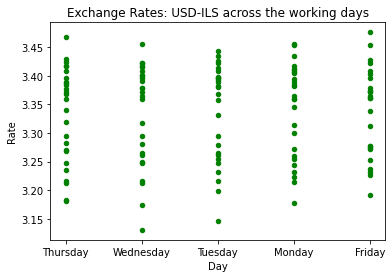 Exchange Rates: USD-ILS across the working days
Rate
3.45
3.40
3.35
3.30
3.25
3.20
3.15
Thursday Wednesday Tuesday Monday Friday
Day